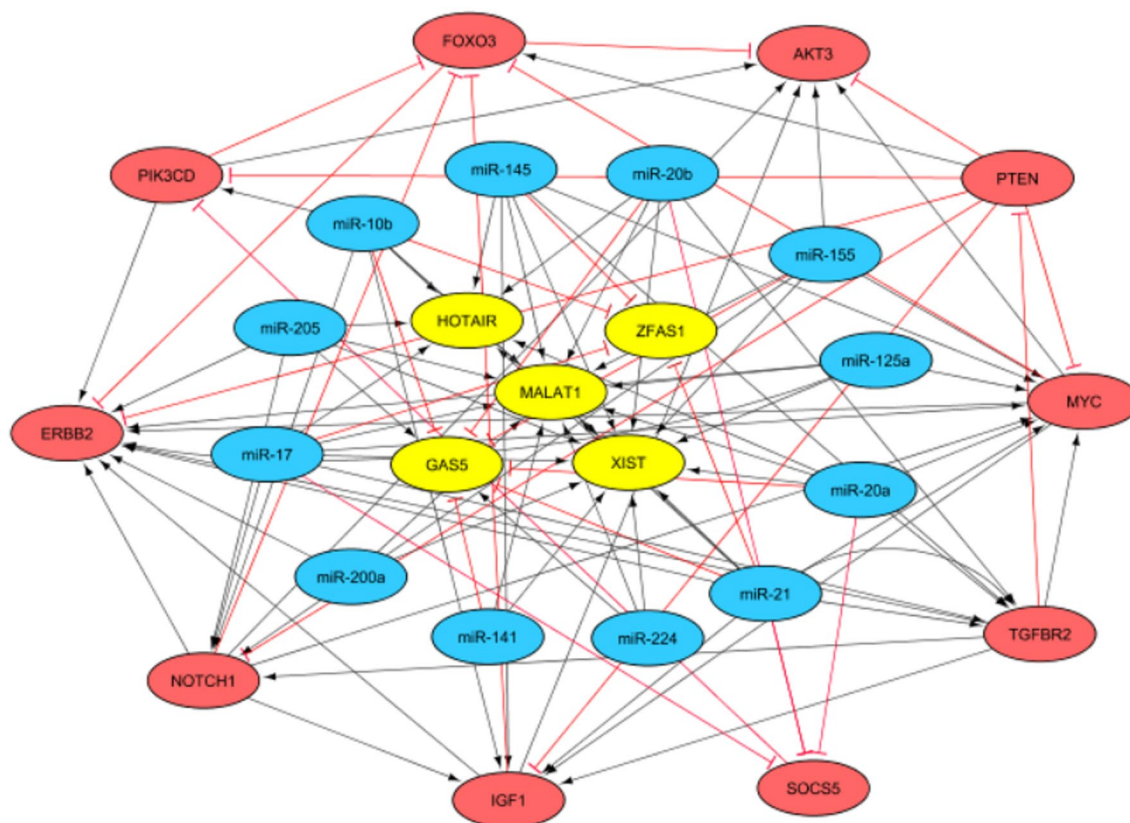 FOXO3
AKT3
PIK3CD
miR-145
miR-20b
PTEN
miR-10b
miR-155
HOTAIR
miR-205
ZFAS1
miR-125a
MALAT1
MYC
ERBB2
miR-17
GAS5
XIST
miR-20a
miR-200a
miR-21
miR-141
miR-224
TGFBR2
NOTCH1
IGF1
SOCS5